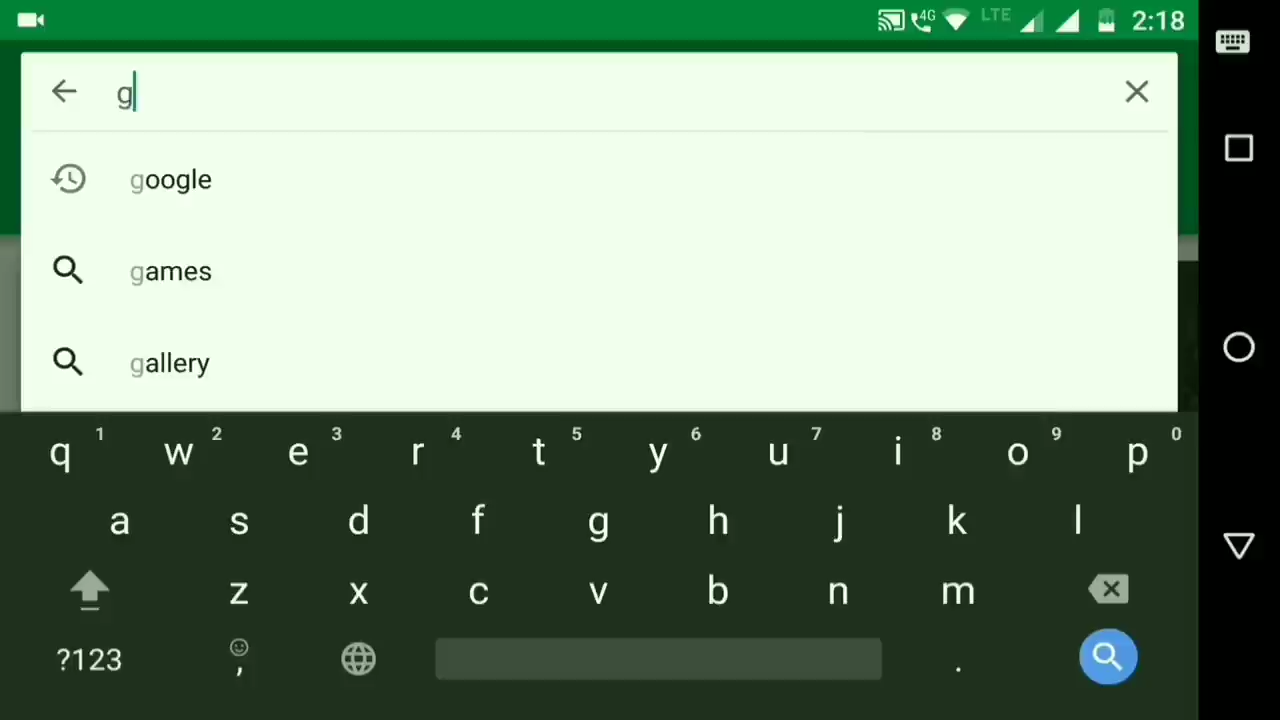 4G LTE 2:18
g
google
games
gallery
q 1 w 2 e 3 r 4 t 5 y 6 u 7 i 8 o 9 p 0
a s d f g h j k l
z x c v b n m
?123 , .